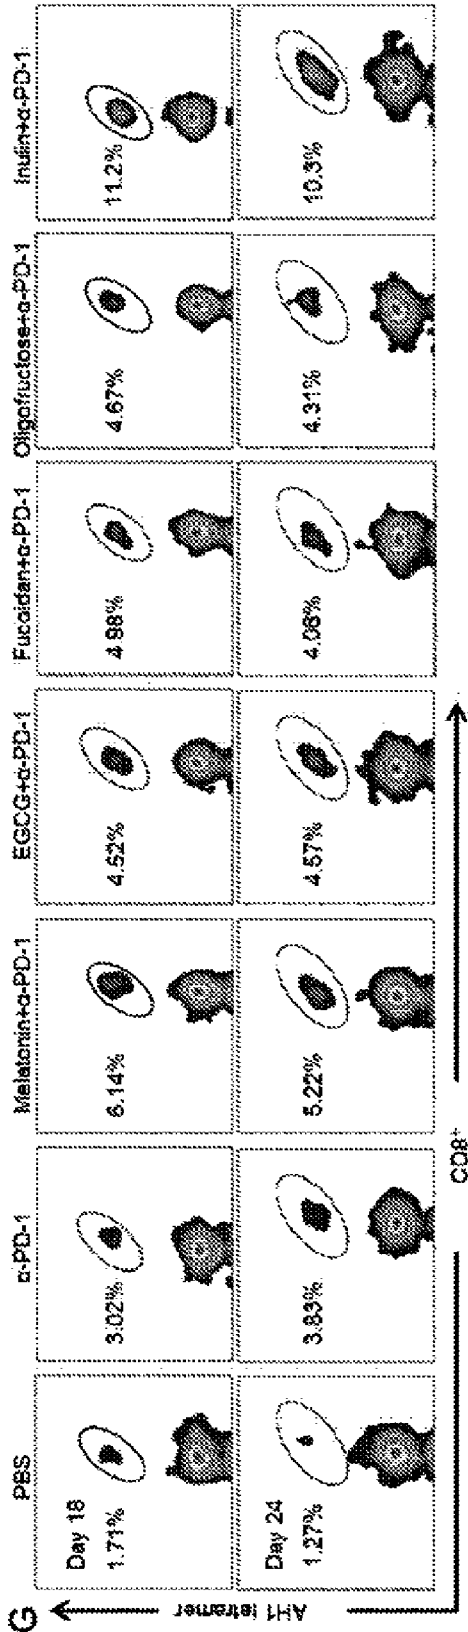 G
PBS
α-PD-1
Melatonin+α-PD-1
EGCG+α-PD-1
Fucoidan+α-PD-1
Oligofructose+α-PD-1
Inulin+α-PD-1
Day 18
1.71%
3.02%
6.14%
4.52%
4.98%
4.67%
11.2%
Day 24
1.27%
3.83%
5.22%
4.57%
4.06%
4.31%
10.3%
AH1 tetramer
CD8⁺